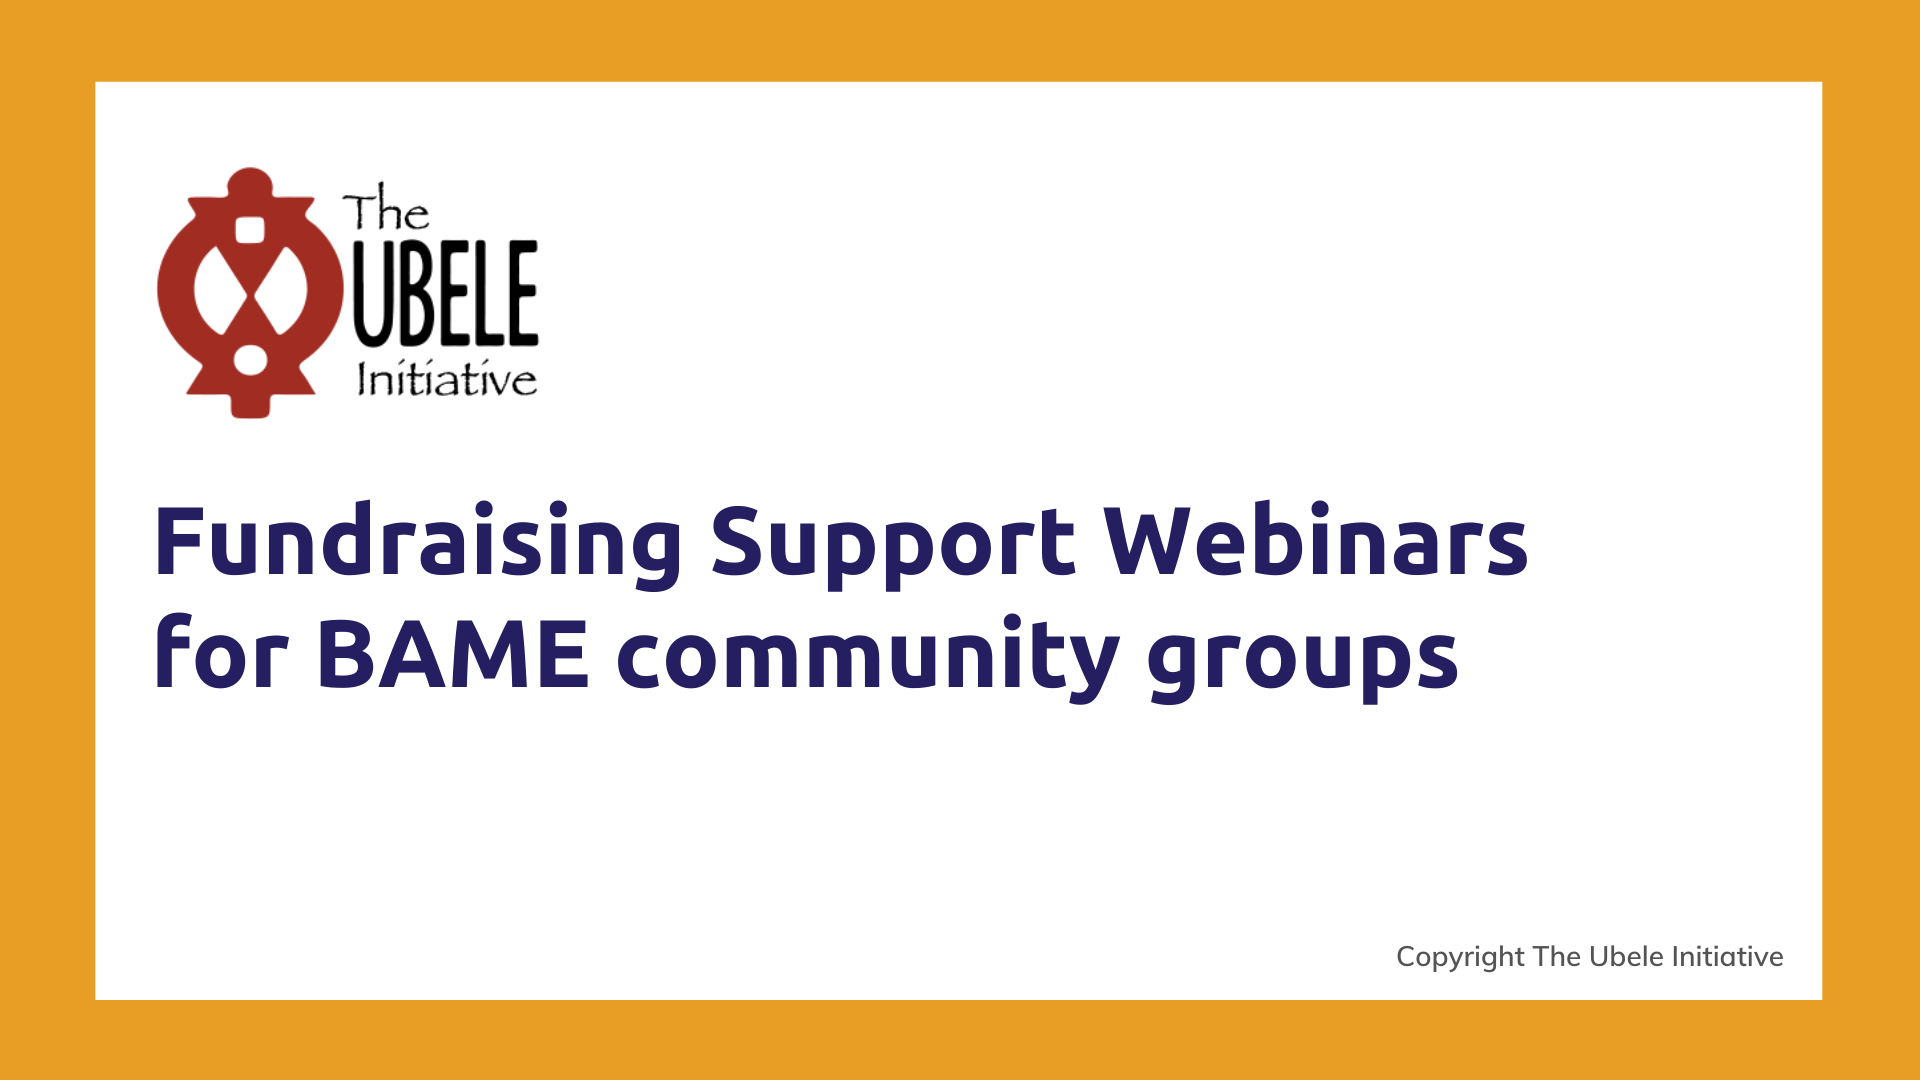 The
UBELE
Initiative
Fundraising Support Webinars
for BAME community groups
Copyright The Ubele Initiative